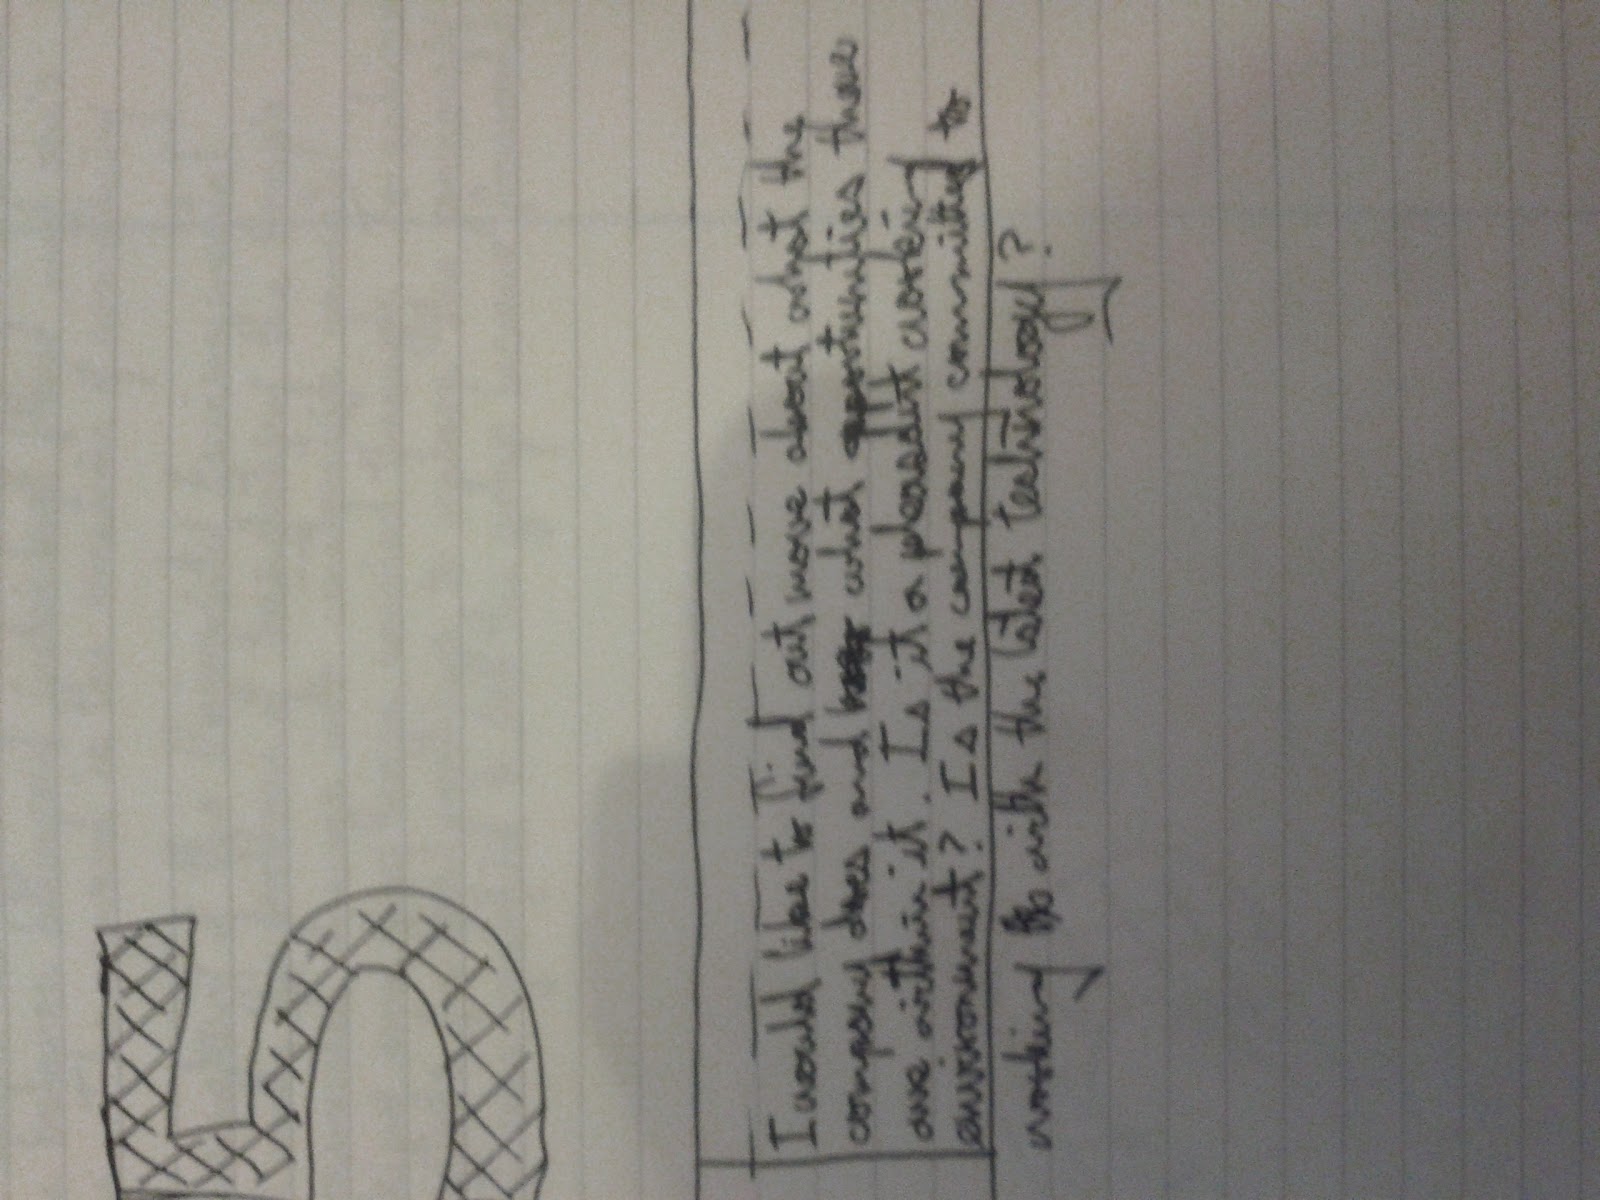 5
I would like to find out more about what the
company does and what opportunities there
are within it. Is it a pleasant working
environment? Is the company committed to
working with the latest technology?